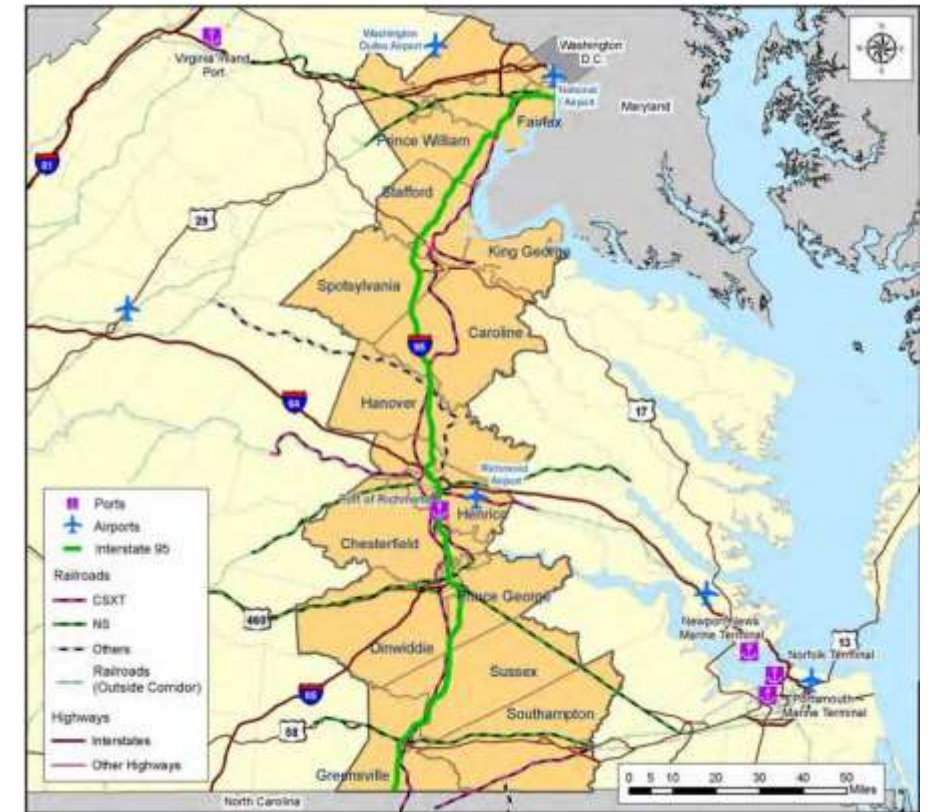 Washington
Dulles Airport
Washington
D.C.
Virginia Inland
Port
National
Airport
Maryland
Fairfax
Prince William
81
Stafford
29
King George
Spotsylvania
Caroline
95
17
64
Hanover
Richmond
Airport
Port of Richmond
Henrico
Chesterfield
Prince George
460
Newport News
Marine Terminal
13
Norfolk Terminal
Dinwiddie
Sussex
85
Portsmouth
Marine Terminal
Southampton
58
Greensville
North Carolina
Ports
Airports
Interstate 95
Railroads
CSXT
NS
Others
Railroads
(Outside Corridor)
Highways
Interstates
Other Highways
0 5 10 20 30 40 50
Miles